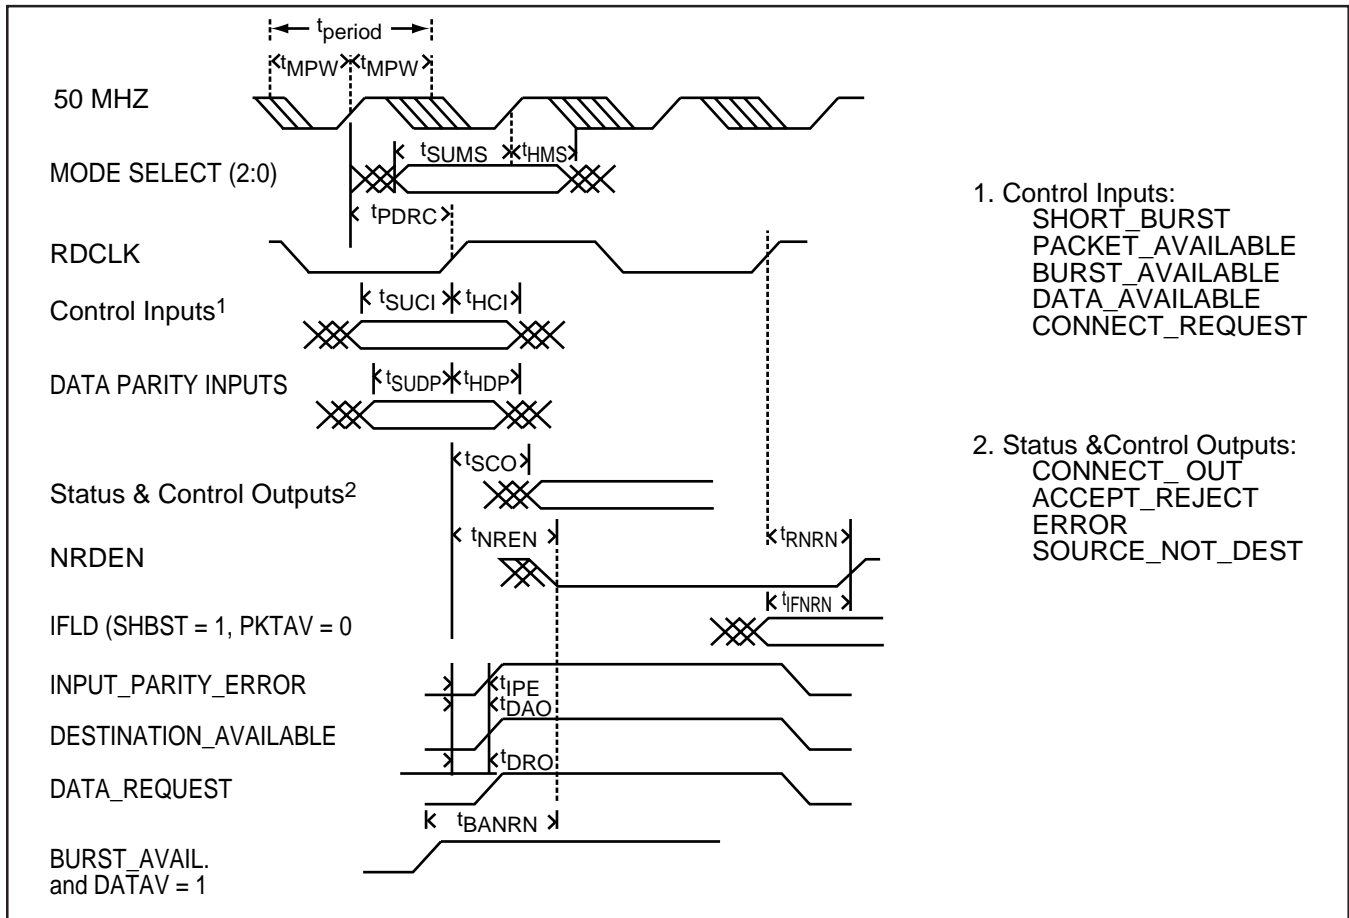 tperiod
tMPW tMPW
50 MHZ
tSUMS tHMS
MODE SELECT (2:0)
tPDRC
RDCLK
tSUCI tHCI
Control Inputs1
tSUDP tHDP
DATA PARITY INPUTS
tSCO
Status & Control Outputs2
tNREN tRNRN
NRDEN
tIFNRN
IFLD (SHBST = 1, PKTAV = 0
INPUT_PARITY_ERROR tIPE
tDAO
DESTINATION_AVAILABLE
tDRO
DATA_REQUEST
tBANRN
BURST_AVAIL.
and DATAV = 1
1. Control Inputs:
SHORT_BURST
PACKET_AVAILABLE
BURST_AVAILABLE
DATA_AVAILABLE
CONNECT_REQUEST
2. Status &Control Outputs:
CONNECT_ OUT
ACCEPT_REJECT
ERROR
SOURCE_NOT_DEST